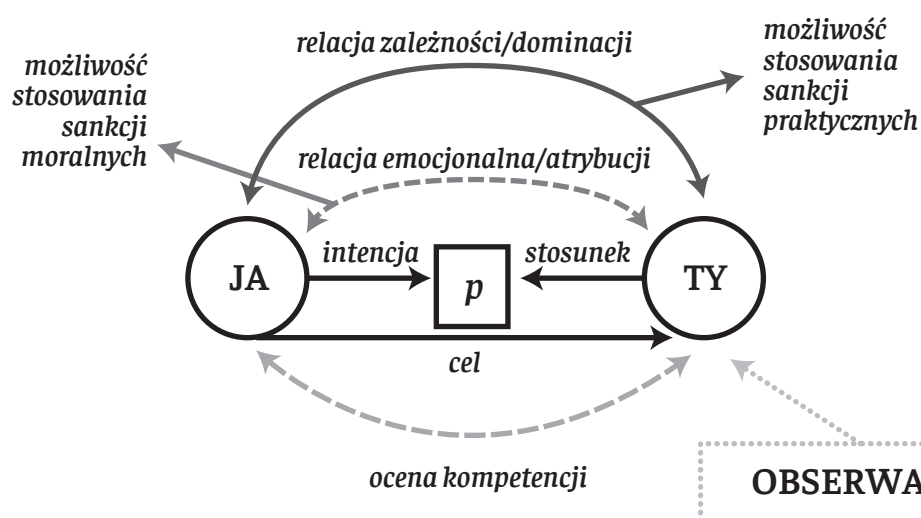 relacja zależności/dominacji
możliwość
stosowania
sankcji
praktycznych
możliwość
stosowania
sankcji
moralnych
relacja emocjonalna/atrybucji
intencja
stosunek
JA
p
TY
cel
ocena kompetencji
OBSERWA